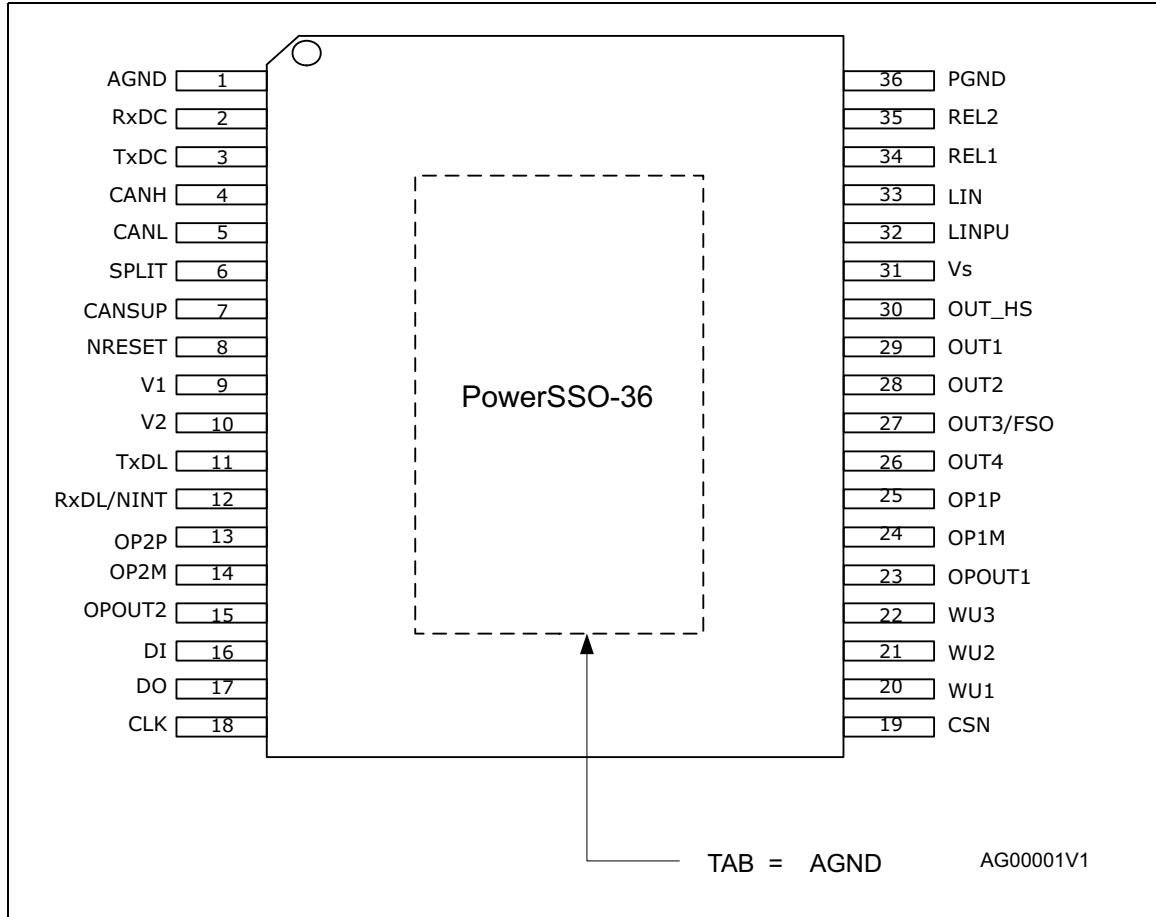 AGND 1
RxDC 2
TxDC 3
CANH 4
CANL 5
SPLIT 6
CANSUP 7
NRESET 8
V1 9
V2 10
TxDL 11
RxDL/NINT 12
OP2P 13
OP2M 14
OPOUT2 15
DI 16
DO 17
CLK 18
PowerSSO-36
36 PGND
35 REL2
34 REL1
33 LIN
32 LINPU
31 Vs
30 OUT_HS
29 OUT1
28 OUT2
27 OUT3/FSO
26 OUT4
25 OP1P
24 OP1M
23 OPOUT1
22 WU3
21 WU2
20 WU1
19 CSN
TAB = AGND
AG00001V1